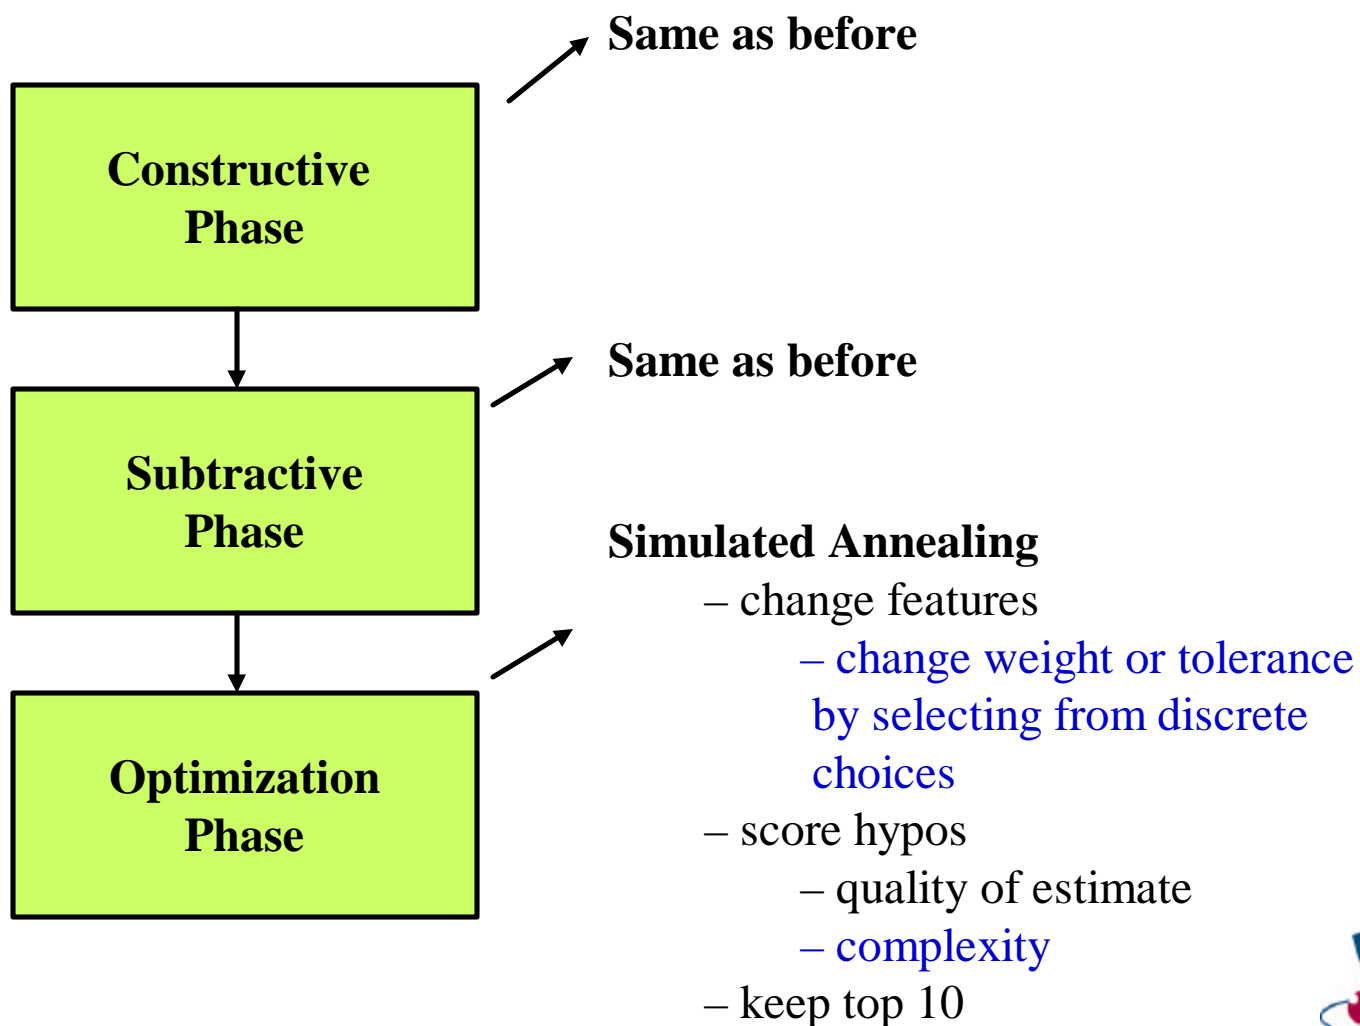 Same as before
Constructive
Phase
Same as before
Subtractive
Phase
Simulated Annealing
– change features
– change weight or tolerance
by selecting from discrete
choices
Optimization
Phase
– score hypos
– quality of estimate
– complexity
– keep top 10